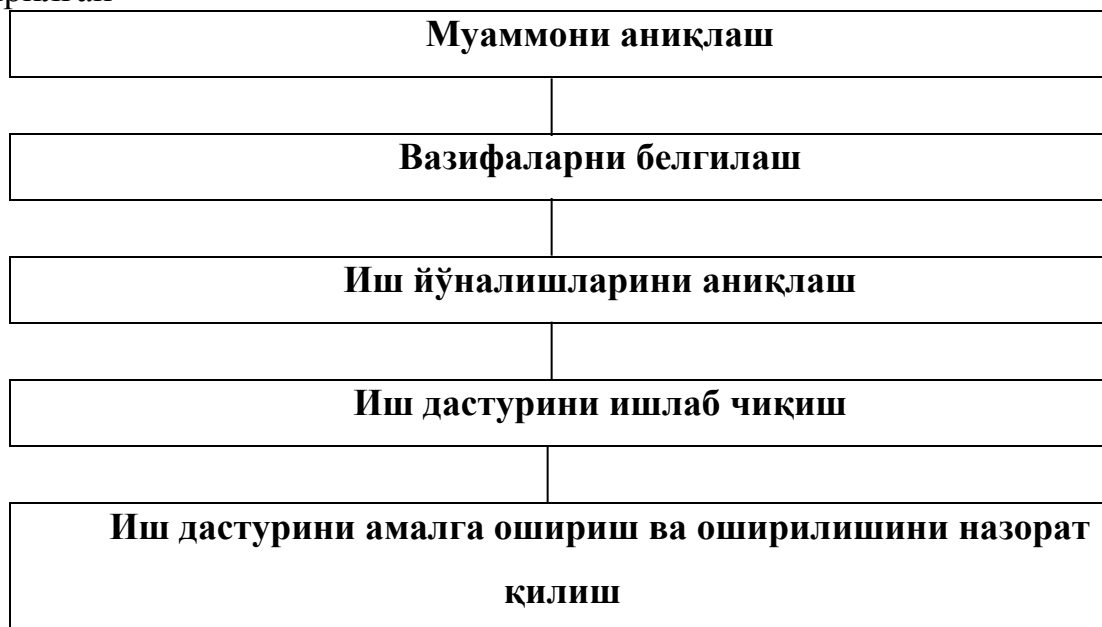 Муаммони аниқлаш
Вазифаларни белгилаш
Иш йўналишларини аниқлаш
Иш дастурини ишлаб чиқиш
Иш дастурини амалга ошириш ва оширилишини назорат
қилиш